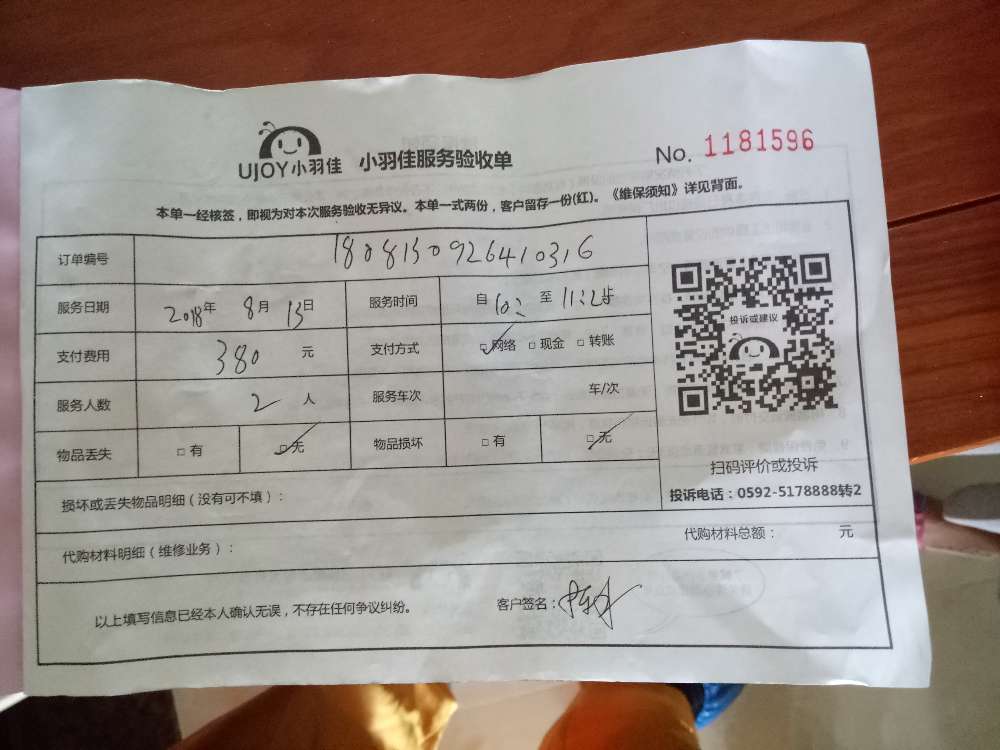 UJOY小羽佳 小羽佳服务验收单 No. 1181596
本单一经核签，即视为对本次服务验收无异议。本单一式两份，客户留存一份(红)。《维保须知》详见背面。
订单编号 1808130926410316
服务日期 2018年 8月 13日 服务时间 自 10: 至 11:2 止
支付费用 380 元 支付方式 □网络 □现金 □转账
投诉或建议
服务人数 2 人 服务车次 车/次
物品丢失 □有 □无 物品损坏 □有 □无
扫码评价或投诉
投诉电话：0592-5178888转2
损坏或丢失物品明细（没有可不填）：
代购材料明细（维修业务）： 代购材料总额： 元
以上填写信息已经本人确认无误，不存在任何争议纠纷。 客户签名：